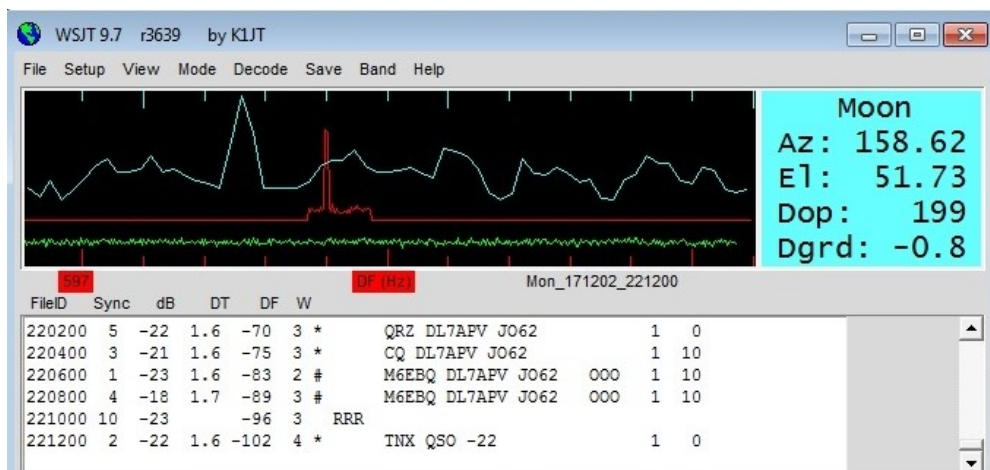 WSJT 9.7 r3639 by K1JT
File Setup View Mode Decode Save Band Help
Moon
Az: 158.62
El: 51.73
Dop: 199
Dgrd: -0.8
597 DF (Hz) Mon_171202_221200
FileID Sync dB DT DF W
220200 5 -22 1.6 -70 3 * QRZ DL7APV JO62 1 0
220400 3 -21 1.6 -75 3 * CQ DL7APV JO62 1 10
220600 1 -23 1.6 -83 2 # M6EBQ DL7APV JO62 OOO 1 10
220800 4 -18 1.7 -89 3 # M6EBQ DL7APV JO62 OOO 1 10
221000 10 -23 -96 3 RRR
221200 2 -22 1.6 -102 4 * TNX QSO -22 1 0